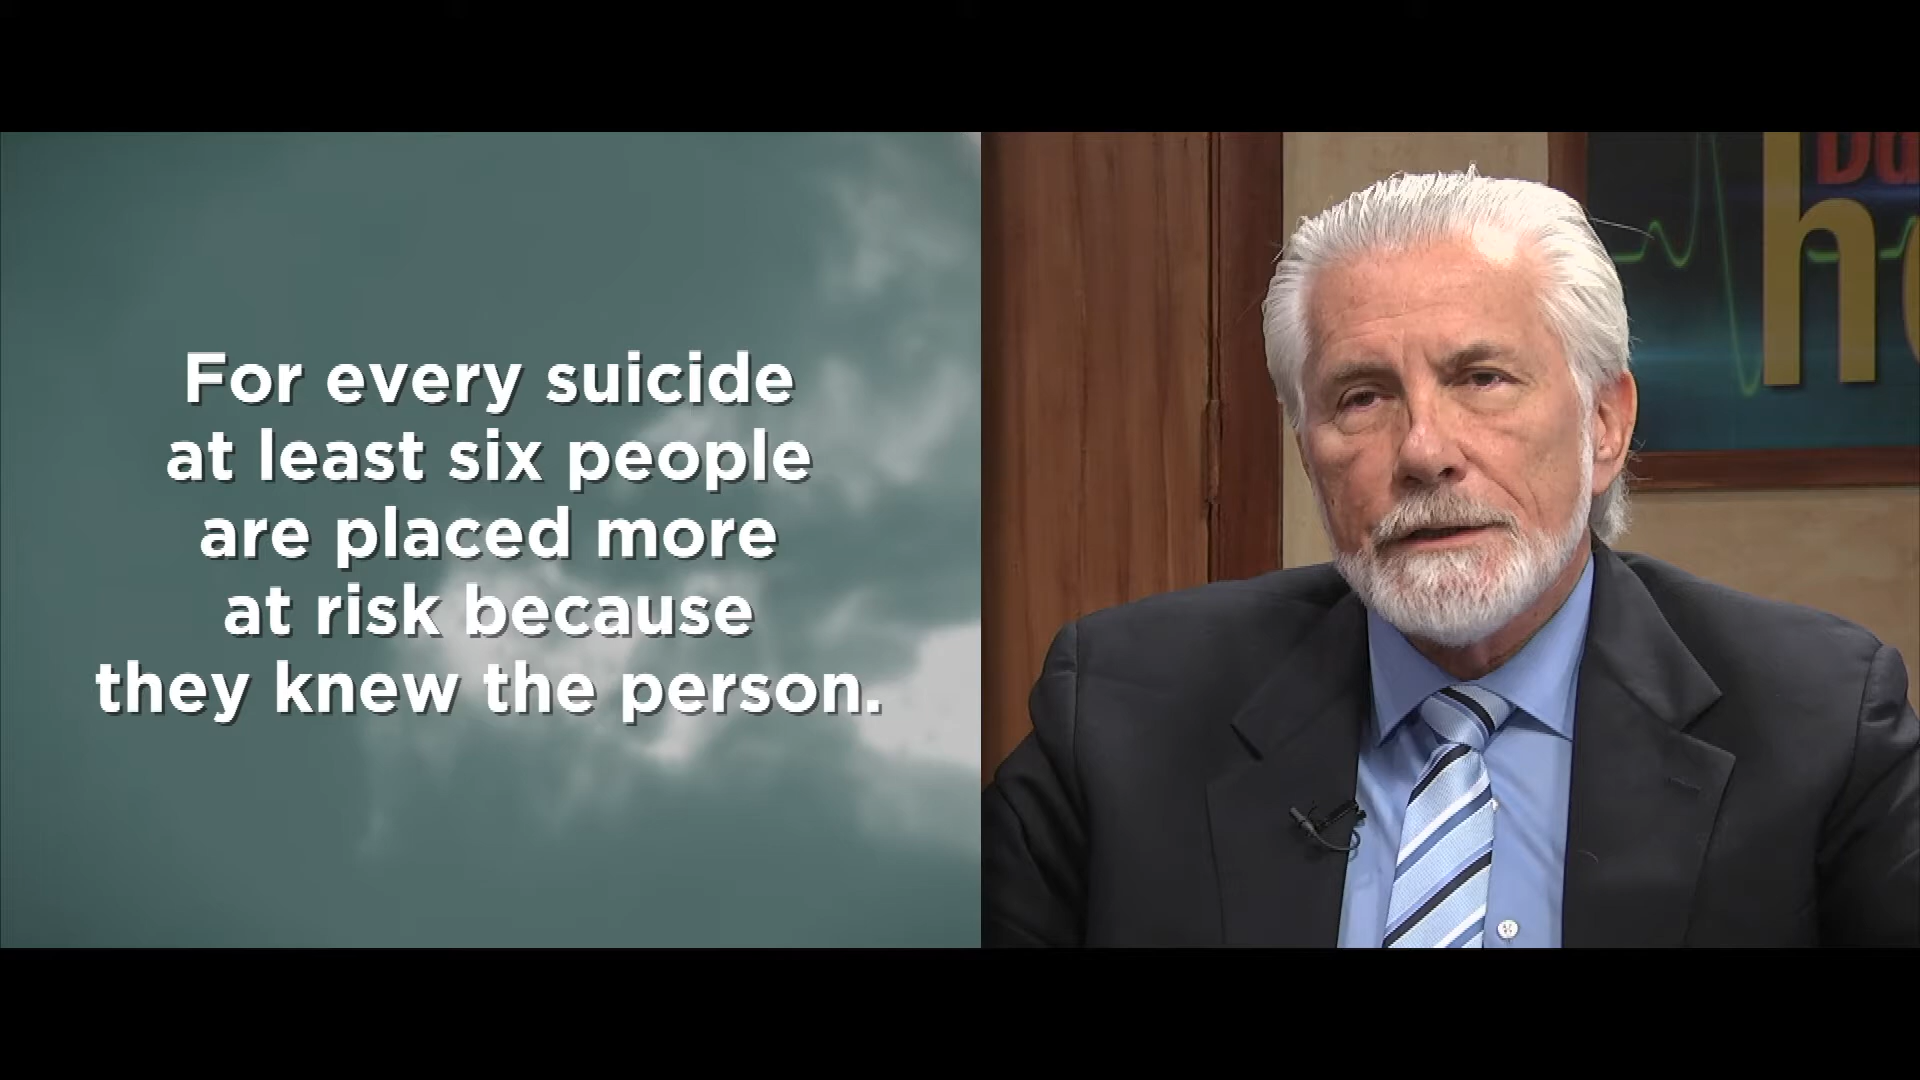 For every suicide
at least six people
are placed more
at risk because
they knew the person.